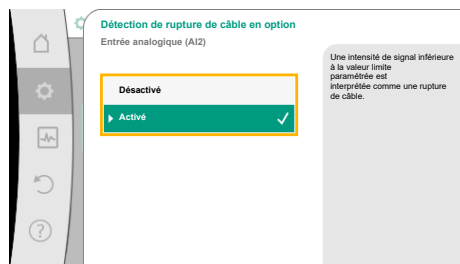 Détection de rupture de câble en option
Entrée analogique (AI2)
Désactivé
Activé
Une intensité de signal inférieure
à la valeur limite
paramétrée est
interprétée comme une rupture
de câble.
?